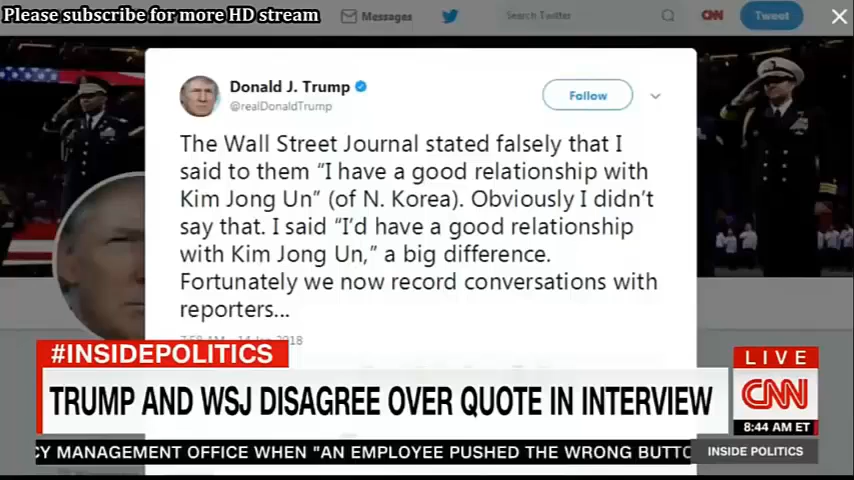 Please subscribe for more HD stream
Messages
Search Twitter
CNN
Tweet
Donald J. Trump
@realDonaldTrump
Follow
The Wall Street Journal stated falsely that I
said to them “I have a good relationship with
Kim Jong Un” (of N. Korea). Obviously I didn’t
say that. I said “I’d have a good relationship
with Kim Jong Un,” a big difference.
Fortunately we now record conversations with
reporters...
2018
#INSIDEPOLITICS
TRUMP AND WSJ DISAGREE OVER QUOTE IN INTERVIEW
LIVE
CNN
8:44 AM ET
CY MANAGEMENT OFFICE WHEN "AN EMPLOYEE PUSHED THE WRONG BUTTO
INSIDE POLITICS